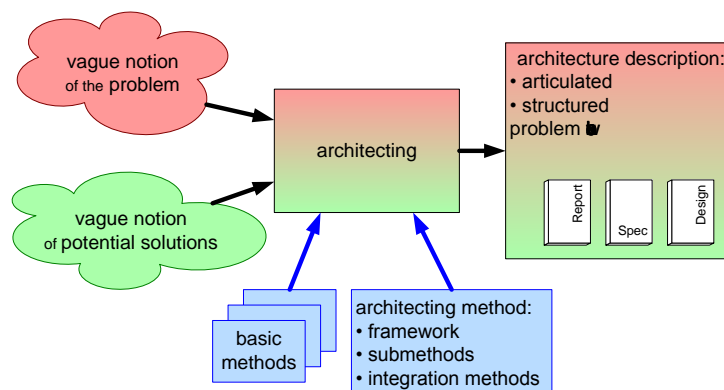 vague notion
of the problem
vague notion
of potential solutions
architecting
architecture description:
• articulated
• structured
problem
Report
Spec
Design
basic
methods
architecting method:
• framework
• submethods
• integration methods